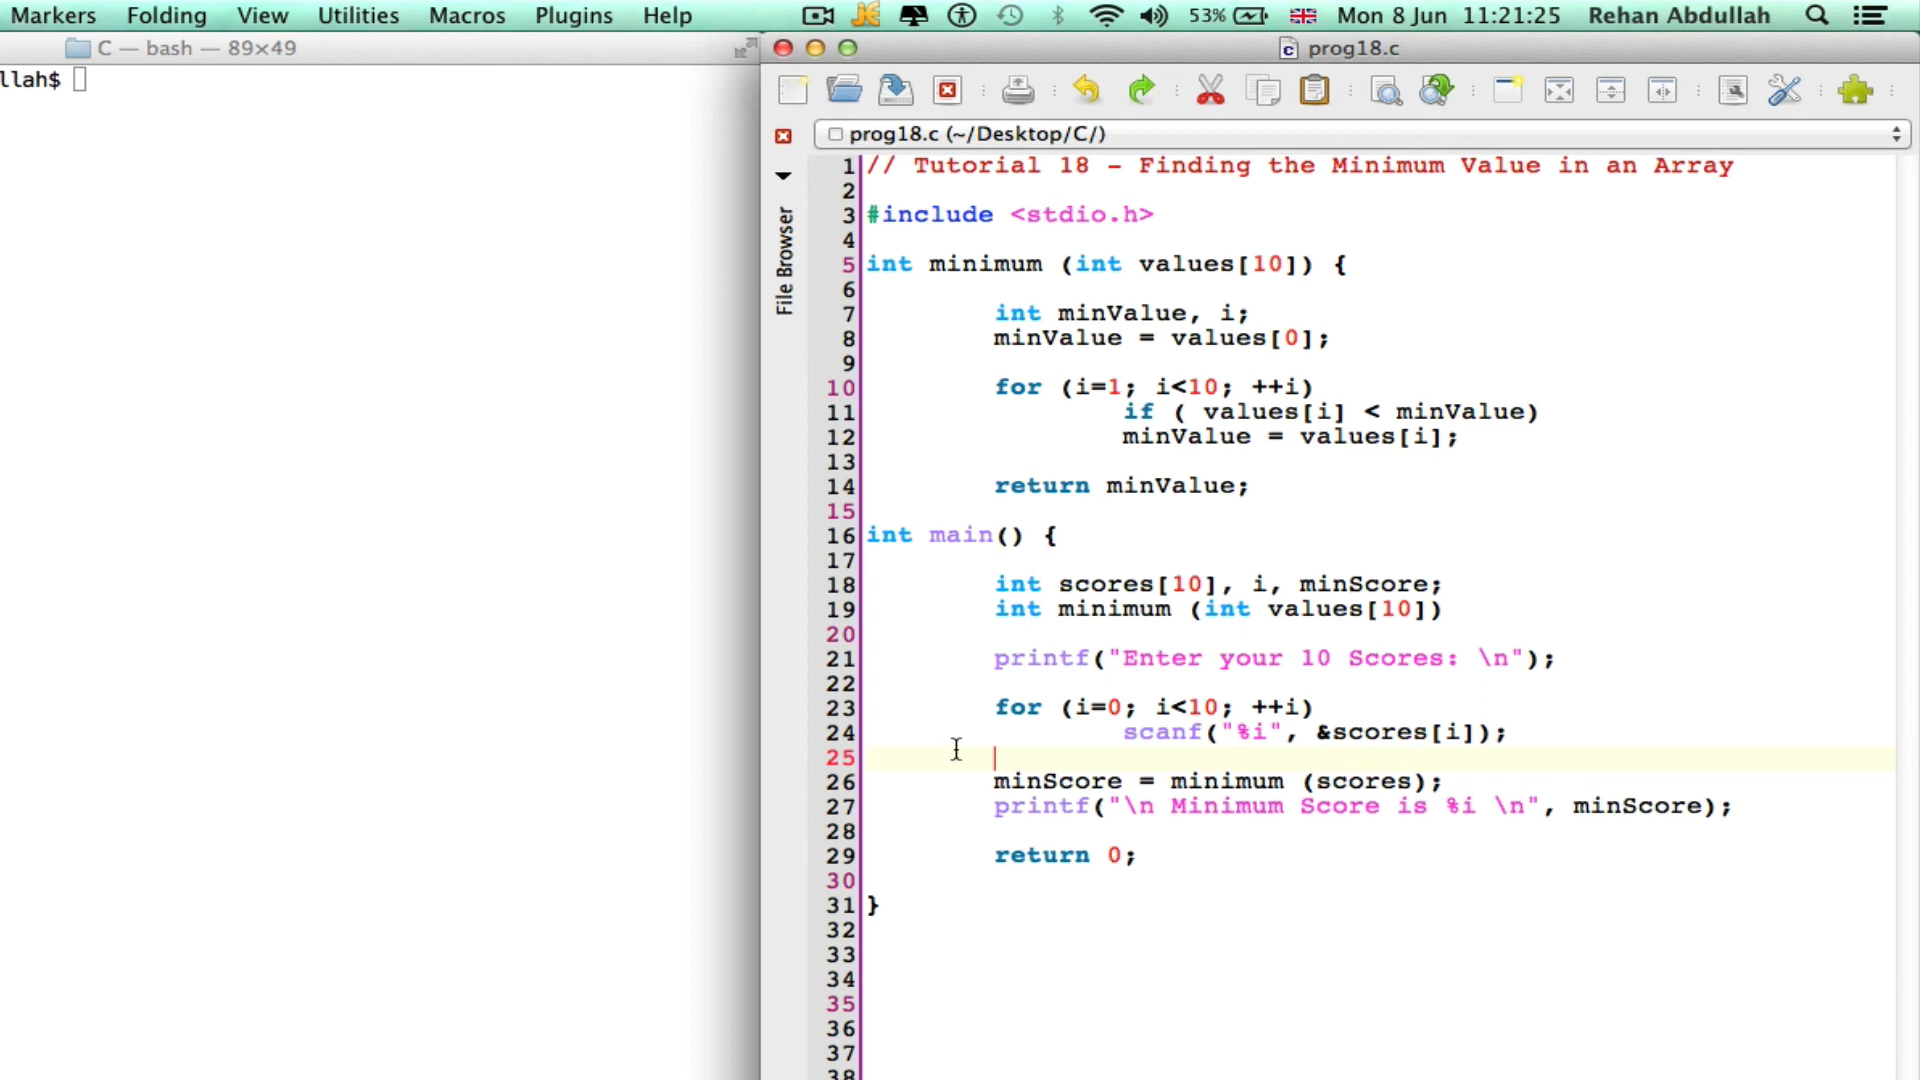 Markers Folding View Utilities Macros Plugins Help 53% Mon 8 Jun 11:21:25 Rehan Abdullah
C — bash — 89×49
llah$
prog18.c
prog18.c (~/Desktop/C/)
File Browser
1 // Tutorial 18 - Finding the Minimum Value in an Array
2
3 #include <stdio.h>
4
5 int minimum (int values[10]) {
6
7 int minValue, i;
8 minValue = values[0];
9
10 for (i=1; i<10; ++i)
11 if ( values[i] < minValue)
12 minValue = values[i];
13
14 return minValue;
15
16 int main() {
17
18 int scores[10], i, minScore;
19 int minimum (int values[10])
20
21 printf("Enter your 10 Scores: \n");
22
23 for (i=0; i<10; ++i)
24 scanf("%i", &scores[i]);
25
26 minScore = minimum (scores);
27 printf("\n Minimum Score is %i \n", minScore);
28
29 return 0;
30
31 }
32
33
34
35
36
37
38